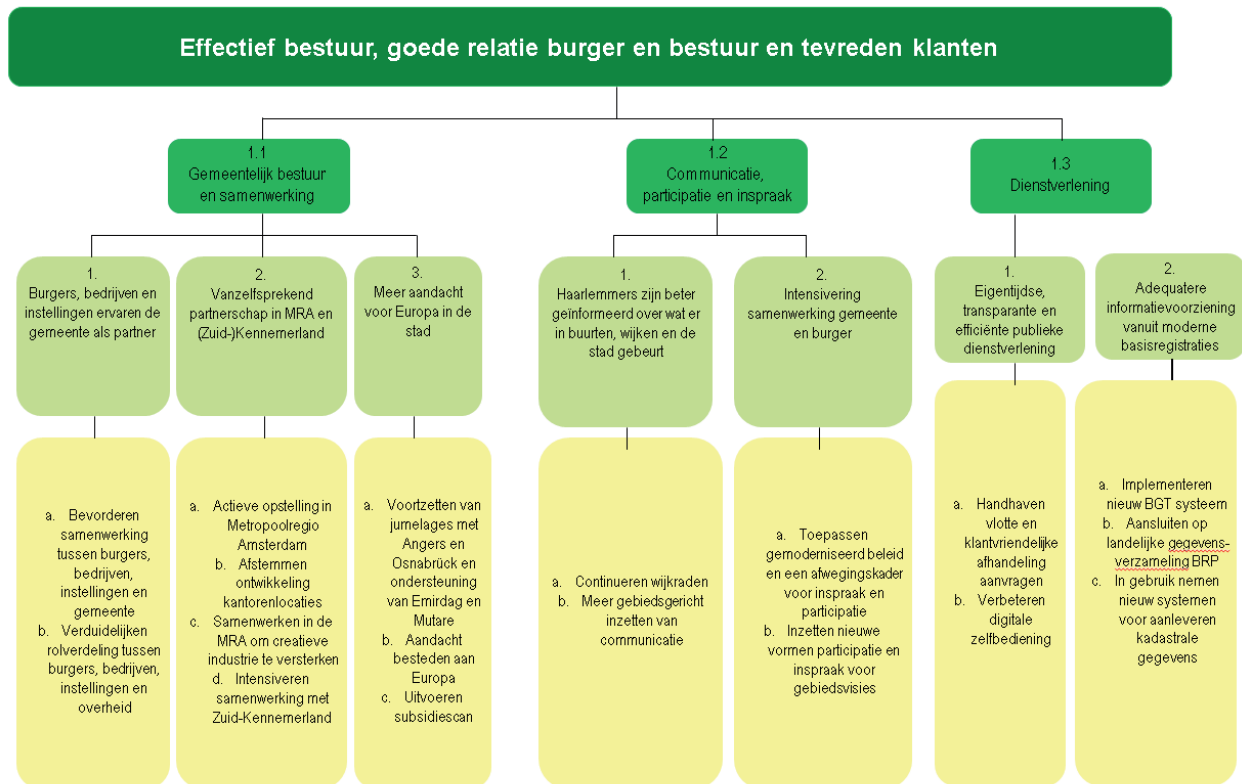 Effectief bestuur, goede relatie burger en bestuur en tevreden klanten
1.1
Gemeentelijk bestuur
en samenwerking
1.2
Communicatie,
participatie en inspraak
1.3
Dienstverlening
1.
Burgers, bedrijven en
instellingen ervaren de
gemeente als partner
2.
Vanzelfsprekend
partnerschap in MRA en
(Zuid-)Kennemerland
3.
Meer aandacht
voor Europa in de
stad
1.
Haarlemmers zijn beter
geïnformeerd over wat er
in buurten, wijken en de
stad gebeurt
2.
Intensivering
samenwerking gemeente
en burger
1.
Eigentijdse,
transparante en
efficiënte publieke
dienstverlening
2.
Adequatere
informatievoorziening
vanuit moderne
basisregistraties
a. Bevorderen
samenwerking
tussen burgers,
bedrijven,
instellingen en
gemeente
b. Verduidelijken
rolverdeling tussen
burgers, bedrijven,
instellingen en
overheid
a. Actieve opstelling in
Metropoolregio
Amsterdam
b. Afstemmen
ontwikkeling
kantorenlocaties
c. Samenwerken in de
MRA om creatieve
industrie te versterken
d. Intensiveren
samenwerking met
Zuid-Kennemerland
a. Voortzetten van
jumelages met
Angers en
Osnabrück en
ondersteuning
van Emirdag en
Mutare
b. Aandacht
besteden aan
Europa
c. Uitvoeren
subsidiescan
a. Continueren wijkraden
b. Meer gebiedsgericht
inzetten van
communicatie
a. Toepassen
gemoderniseerd beleid
en een afwegingskader
voor inspraak en
participatie
b. Inzetten nieuwe
vormen participatie en
inspraak voor
gebiedsvisies
a. Handhaven
vlotte en
klantvriendelijke
afhandeling
aanvragen
b. Verbeteren
digitale
zelfbediening
a. Implementeren
nieuw BGT systeem
b. Aansluiten op
landelijke gegevens-
verzameling BRP
c. In gebruik nemen
nieuw systemen
voor aanleveren
kadastrale
gegevens